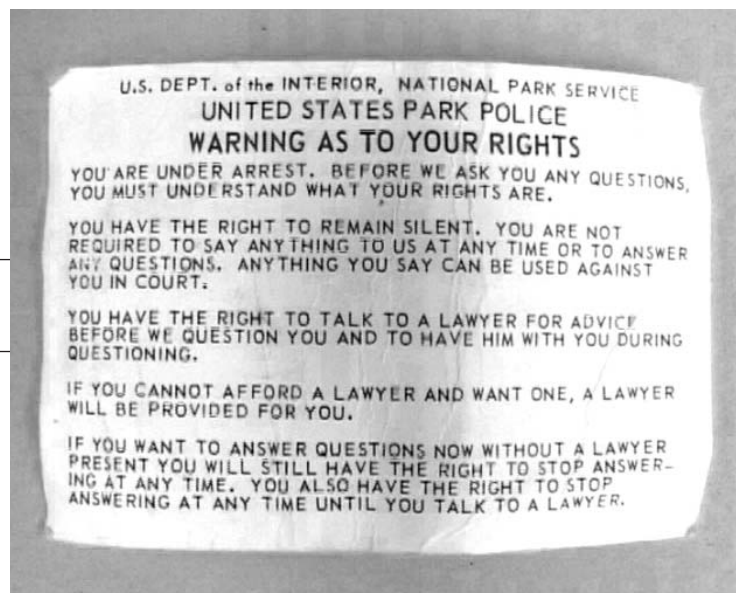 U.S. DEPT. of the INTERIOR, NATIONAL PARK SERVICE
UNITED STATES PARK POLICE
WARNING AS TO YOUR RIGHTS
YOU ARE UNDER ARREST. BEFORE WE ASK YOU ANY QUESTIONS,
YOU MUST UNDERSTAND WHAT YOUR RIGHTS ARE.
YOU HAVE THE RIGHT TO REMAIN SILENT. YOU ARE NOT
REQUIRED TO SAY ANYTHING TO US AT ANY TIME OR TO ANSWER
ANY QUESTIONS. ANYTHING YOU SAY CAN BE USED AGAINST
YOU IN COURT.
YOU HAVE THE RIGHT TO TALK TO A LAWYER FOR ADVICE
BEFORE WE QUESTION YOU AND TO HAVE HIM WITH YOU DURING
QUESTIONING.
IF YOU CANNOT AFFORD A LAWYER AND WANT ONE, A LAWYER
WILL BE PROVIDED FOR YOU.
IF YOU WANT TO ANSWER QUESTIONS NOW WITHOUT A LAWYER
PRESENT YOU WILL STILL HAVE THE RIGHT TO STOP ANSWER-
ING AT ANY TIME. YOU ALSO HAVE THE RIGHT TO STOP
ANSWERING AT ANY TIME UNTIL YOU TALK TO A LAWYER.